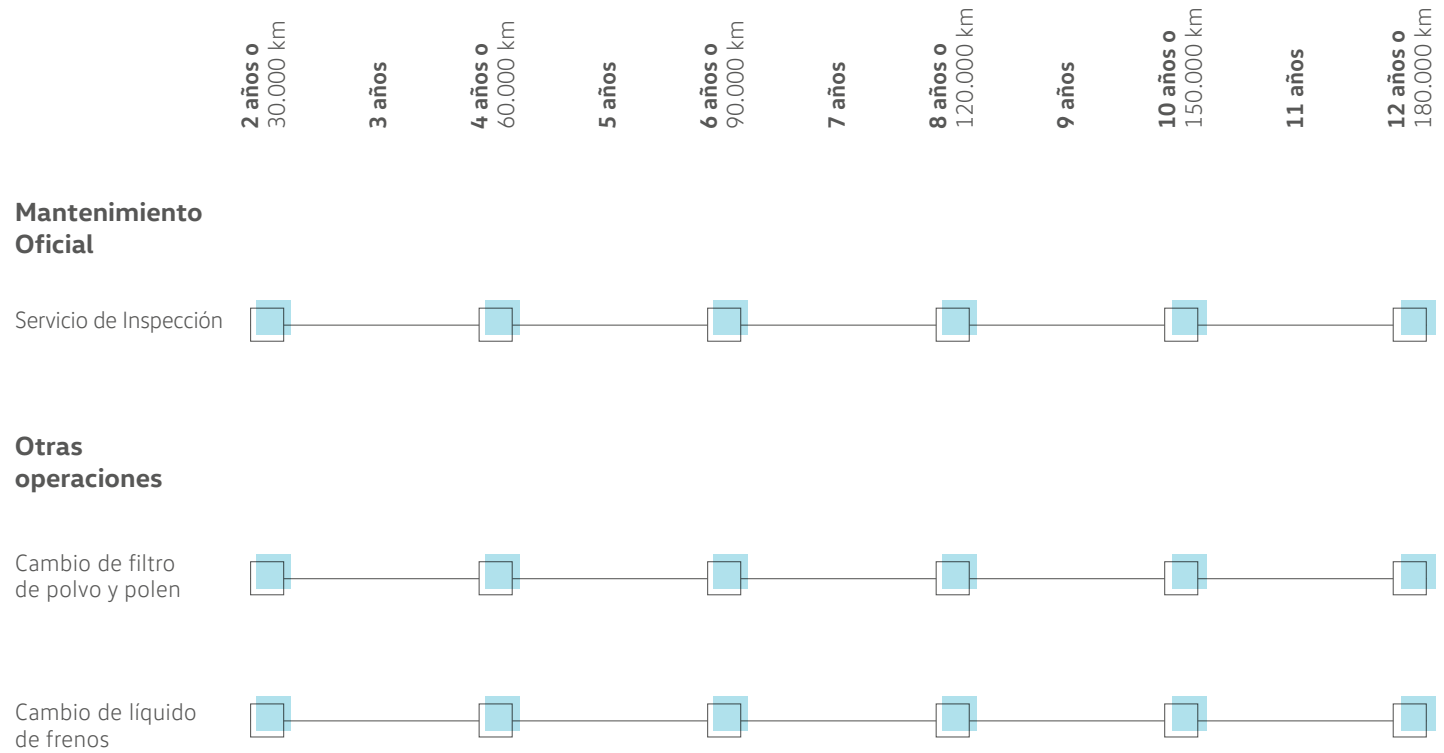 2 años o
30.000 km
3 años
4 años o
60.000 km
5 años
6 años o
90.000 km
7 años
8 años o
120.000 km
9 años
10 años o
150.000 km
11 años
12 años o
180.000 km
Mantenimiento
Oficial
Servicio de Inspección
Otras
operaciones
Cambio de filtro
de polvo y polen
Cambio de líquido
de frenos